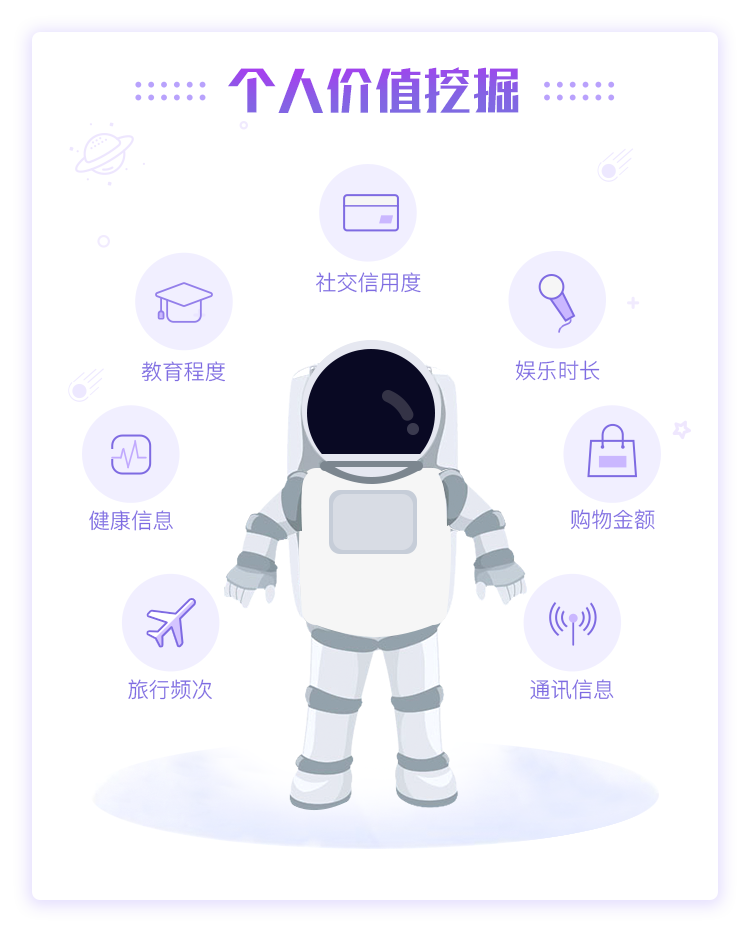 个人价值挖掘
社交信用度
教育程度
娱乐时长
健康信息
购物金额
旅行频次
通讯信息